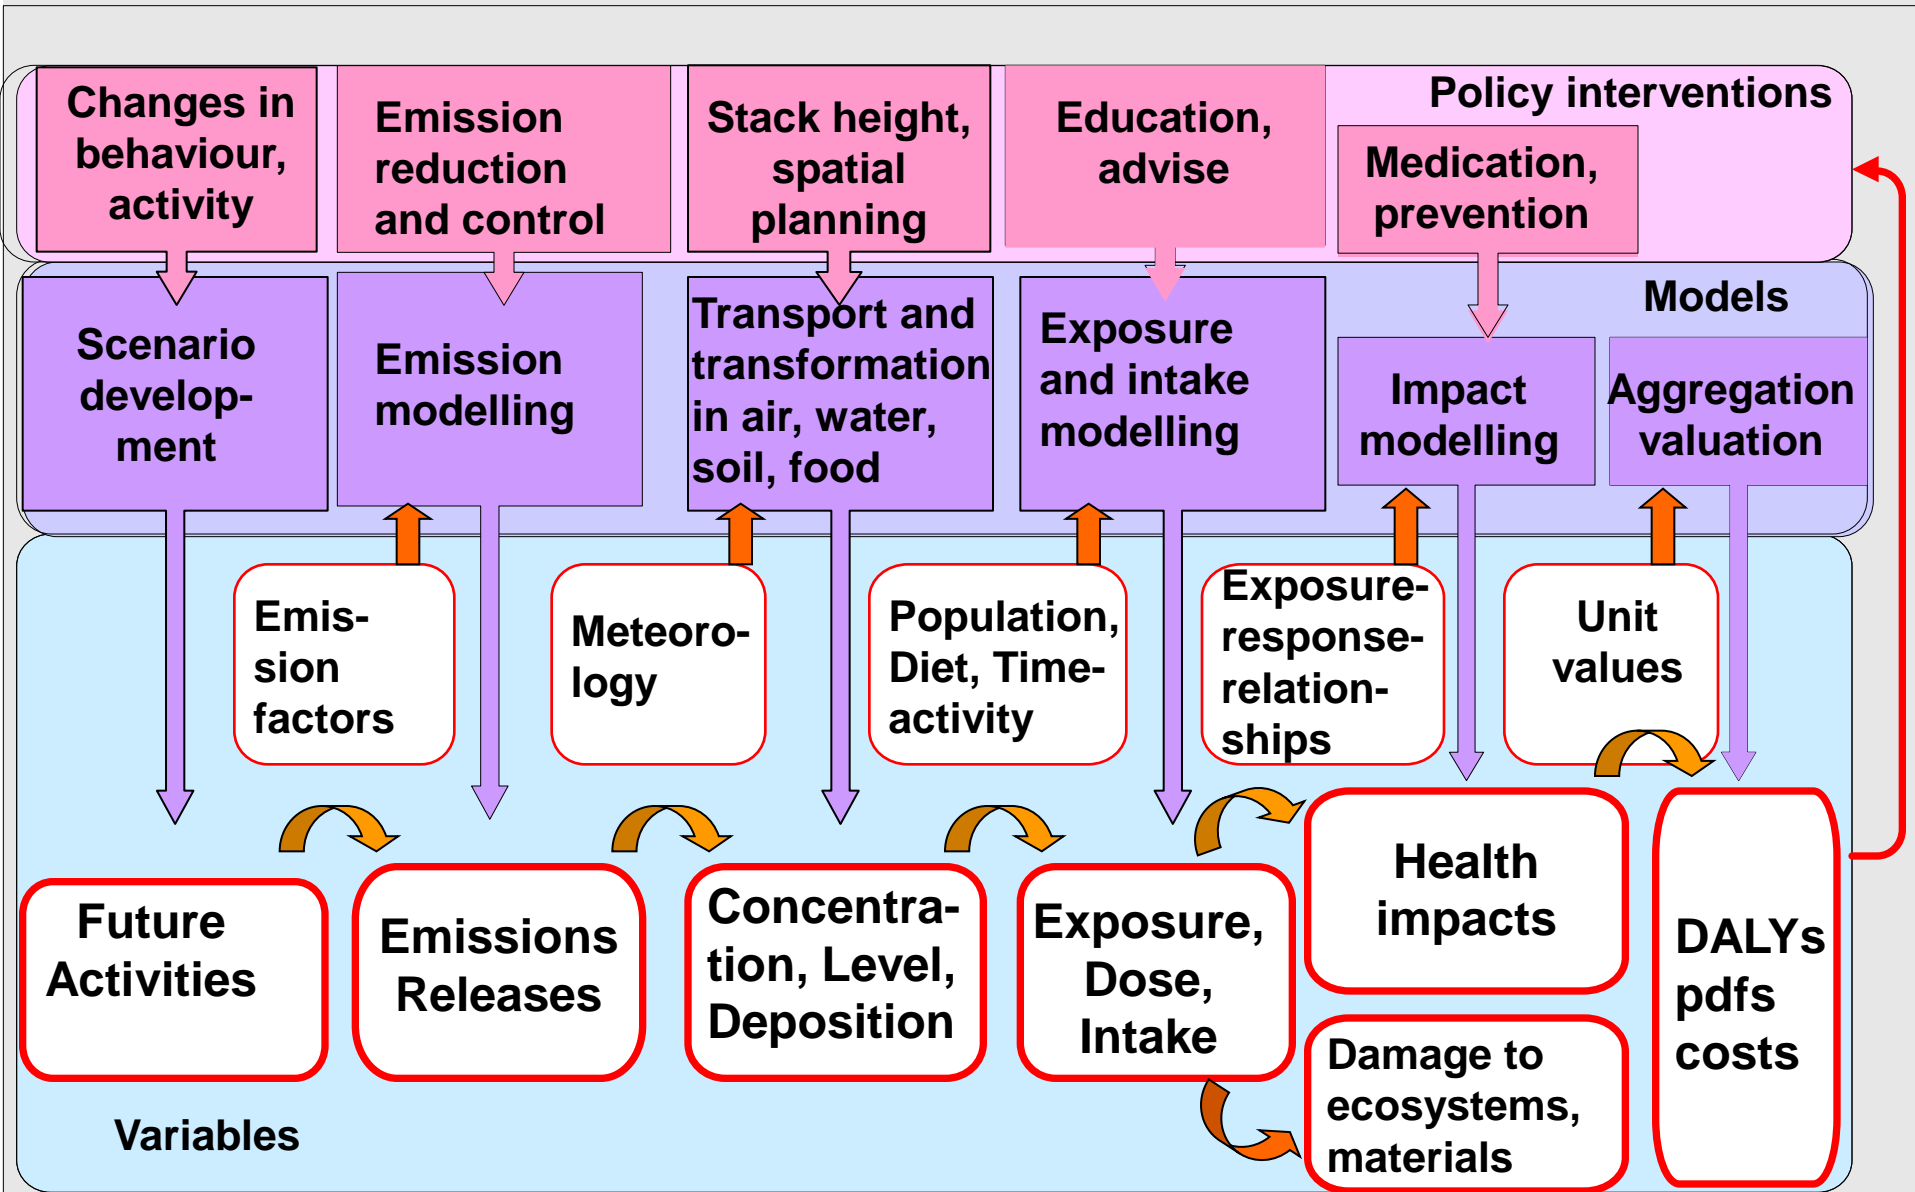 Policy interventions
Changes in
behaviour,
activity
Emission
reduction
and control
Stack height,
spatial
planning
Education,
advise
Medication,
prevention
Models
Scenario
develop-
ment
Emission
modelling
Transport and
transformation
in air, water,
soil, food
Exposure
and intake
modelling
Impact
modelling
Aggregation
valuation
Emis-
sion
factors
Meteoro-
logy
Population,
Diet, Time-
activity
Exposure-
response-
relation-
ships
Unit
values
Future
Activities
Emissions
Releases
Concentra-
tion, Level,
Deposition
Exposure,
Dose,
Intake
Health
impacts
Damage to
ecosystems,
materials
DALYs
pdfs
costs
Variables